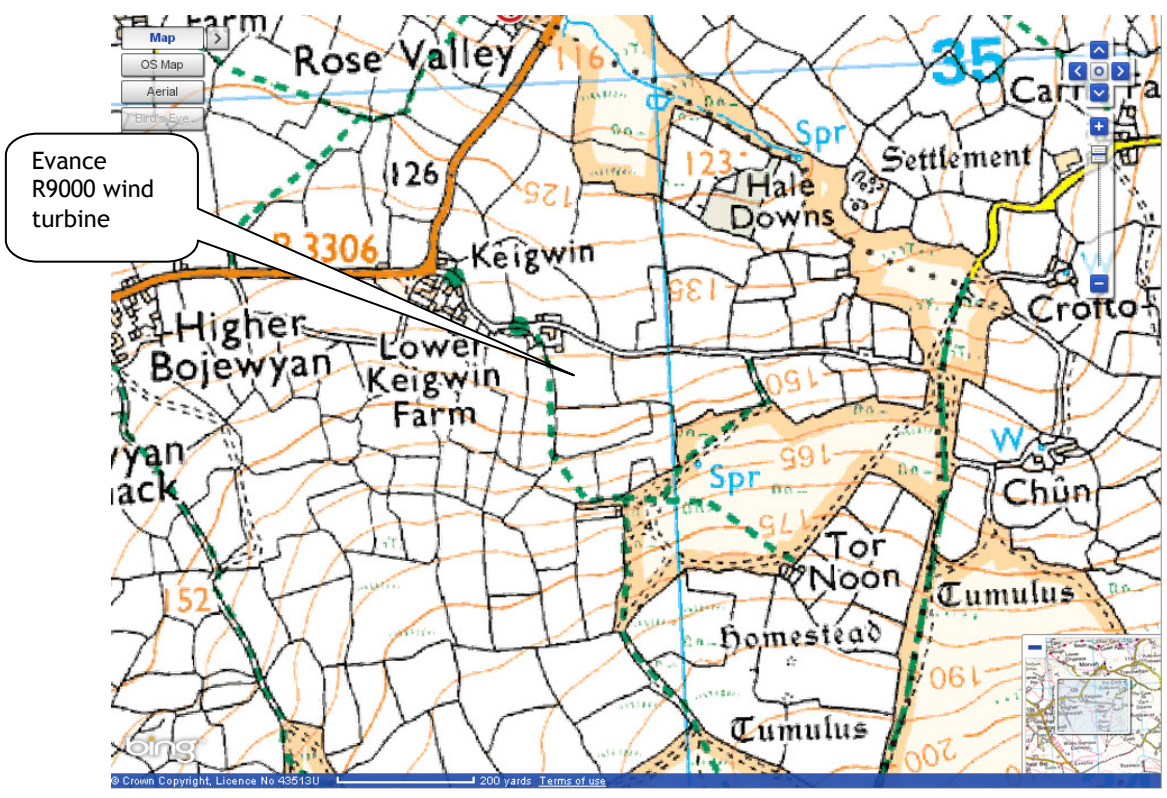 Farm
Map
>
OS Map
Aerial
Bird's Eye
Rose Valley
116
35
Spr
Settlement
Evance
R9000 wind
turbine
126
125
123
Hale
Downs
B 3306
Keigwin
135
Crofto
Higher
Bojewyan
Lower
Keigwin
Farm
150
165
W
Spr
Chûn
yyan
ack
175
Tor
Noon
152
Tumulus
Homestead
190
Tumulus
200
bing
© Crown Copyright, Licence No 43513U
200 yards
Terms of use